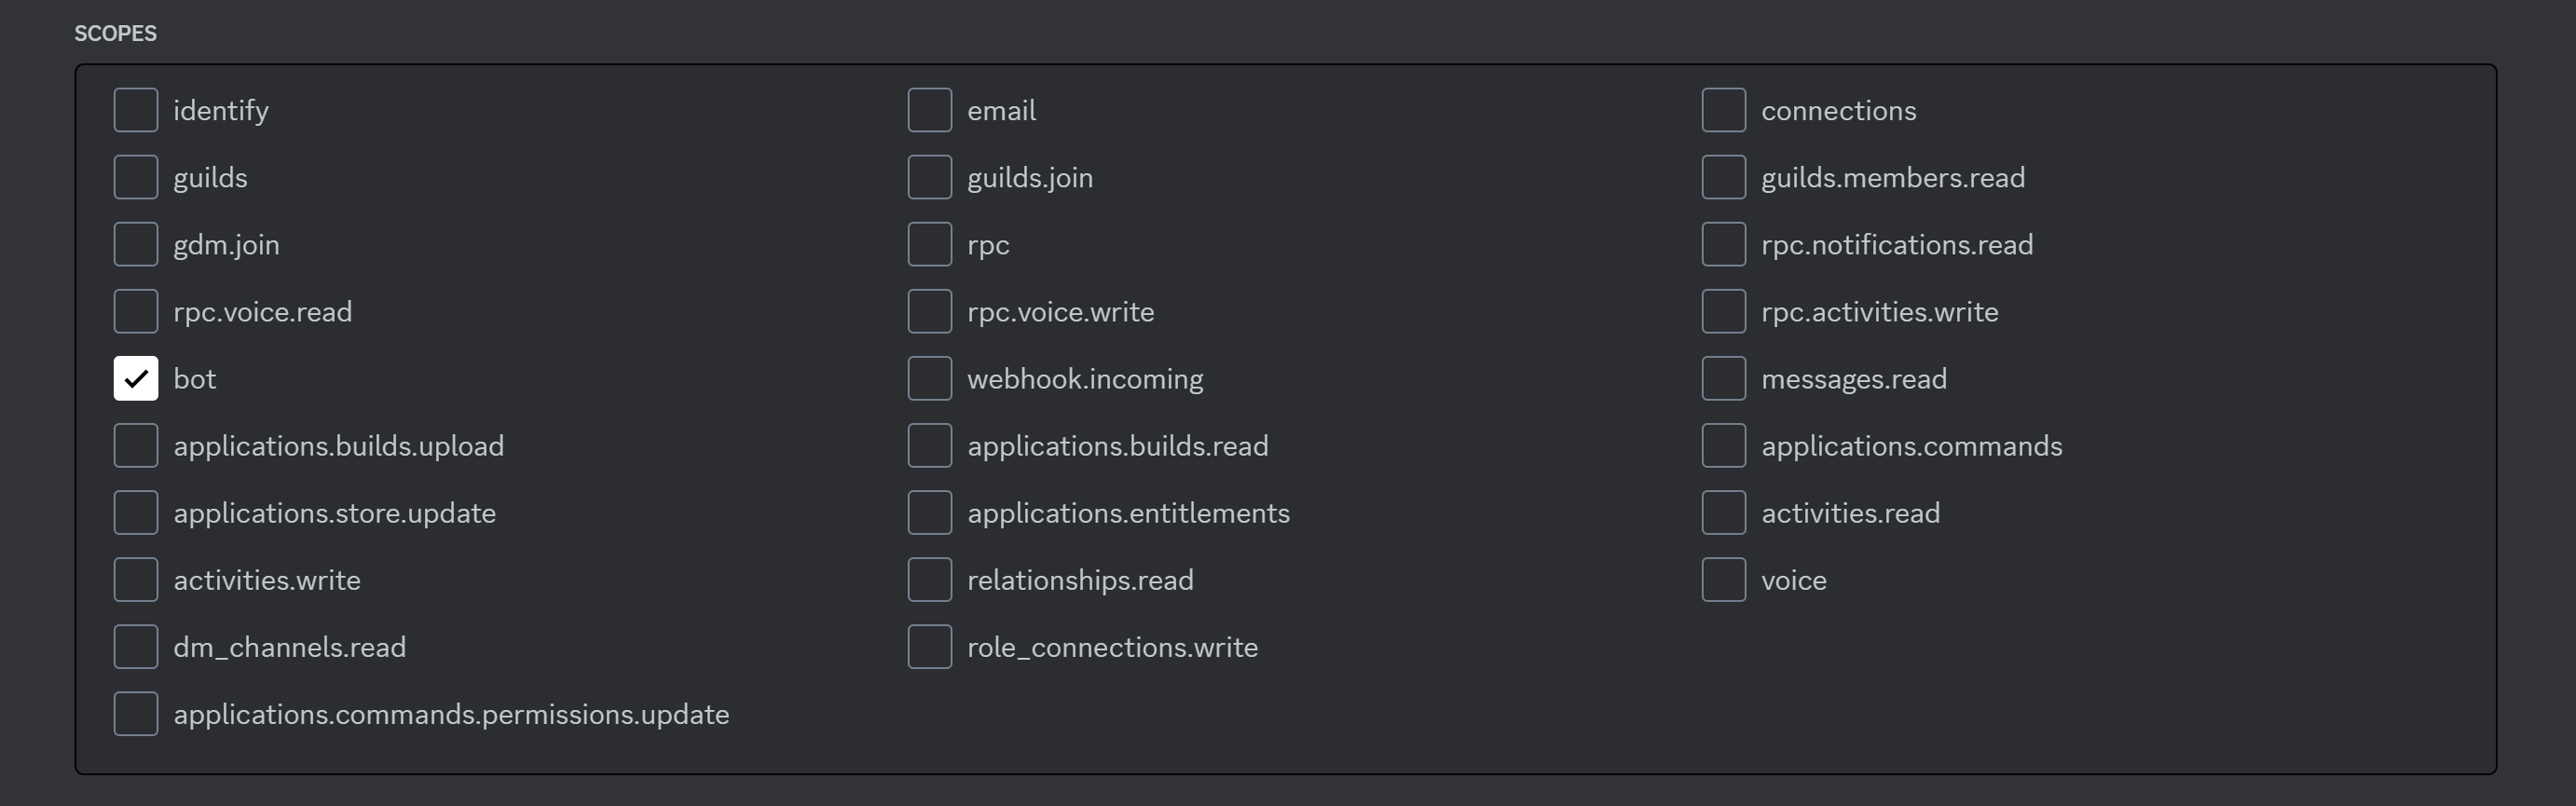 SCOPES
identify email connections
guilds guilds.join guilds.members.read
gdm.join rpc rpc.notifications.read
rpc.voice.read rpc.voice.write rpc.activities.write
bot webhook.incoming messages.read
applications.builds.upload applications.builds.read applications.commands
applications.store.update applications.entitlements activities.read
activities.write relationships.read voice
dm_channels.read role_connections.write
applications.commands.permissions.update